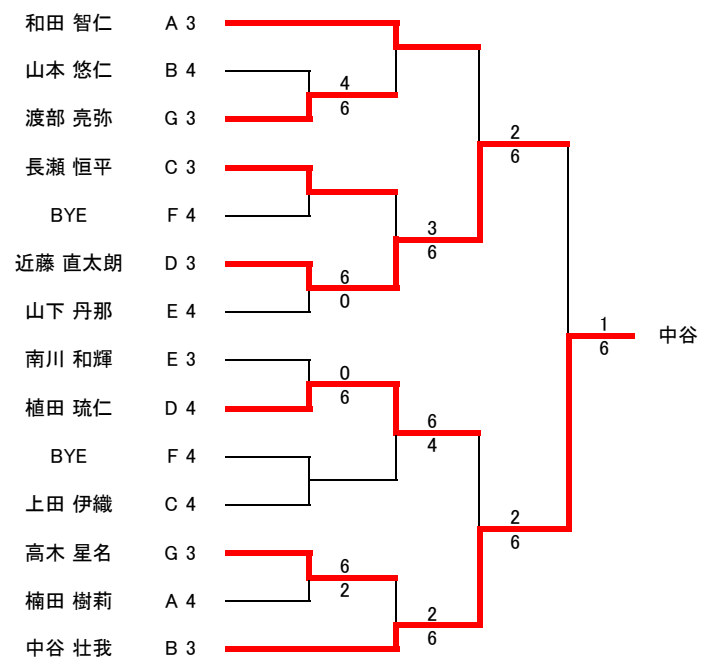 和田 智仁 A 3
山本 悠仁 B 4
4
渡部 亮弥 G 3
6
2
6
長瀬 恒平 C 3
BYE F 4
3
6
近藤 直太朗 D 3
6
0
山下 丹那 E 4
1
6
中谷
南川 和輝 E 3
0
6
植田 琉仁 D 4
6
4
BYE F 4
上田 伊織 C 4
2
6
高木 星名 G 3
6
2
楠田 樹莉 A 4
2
6
中谷 壮我 B 3